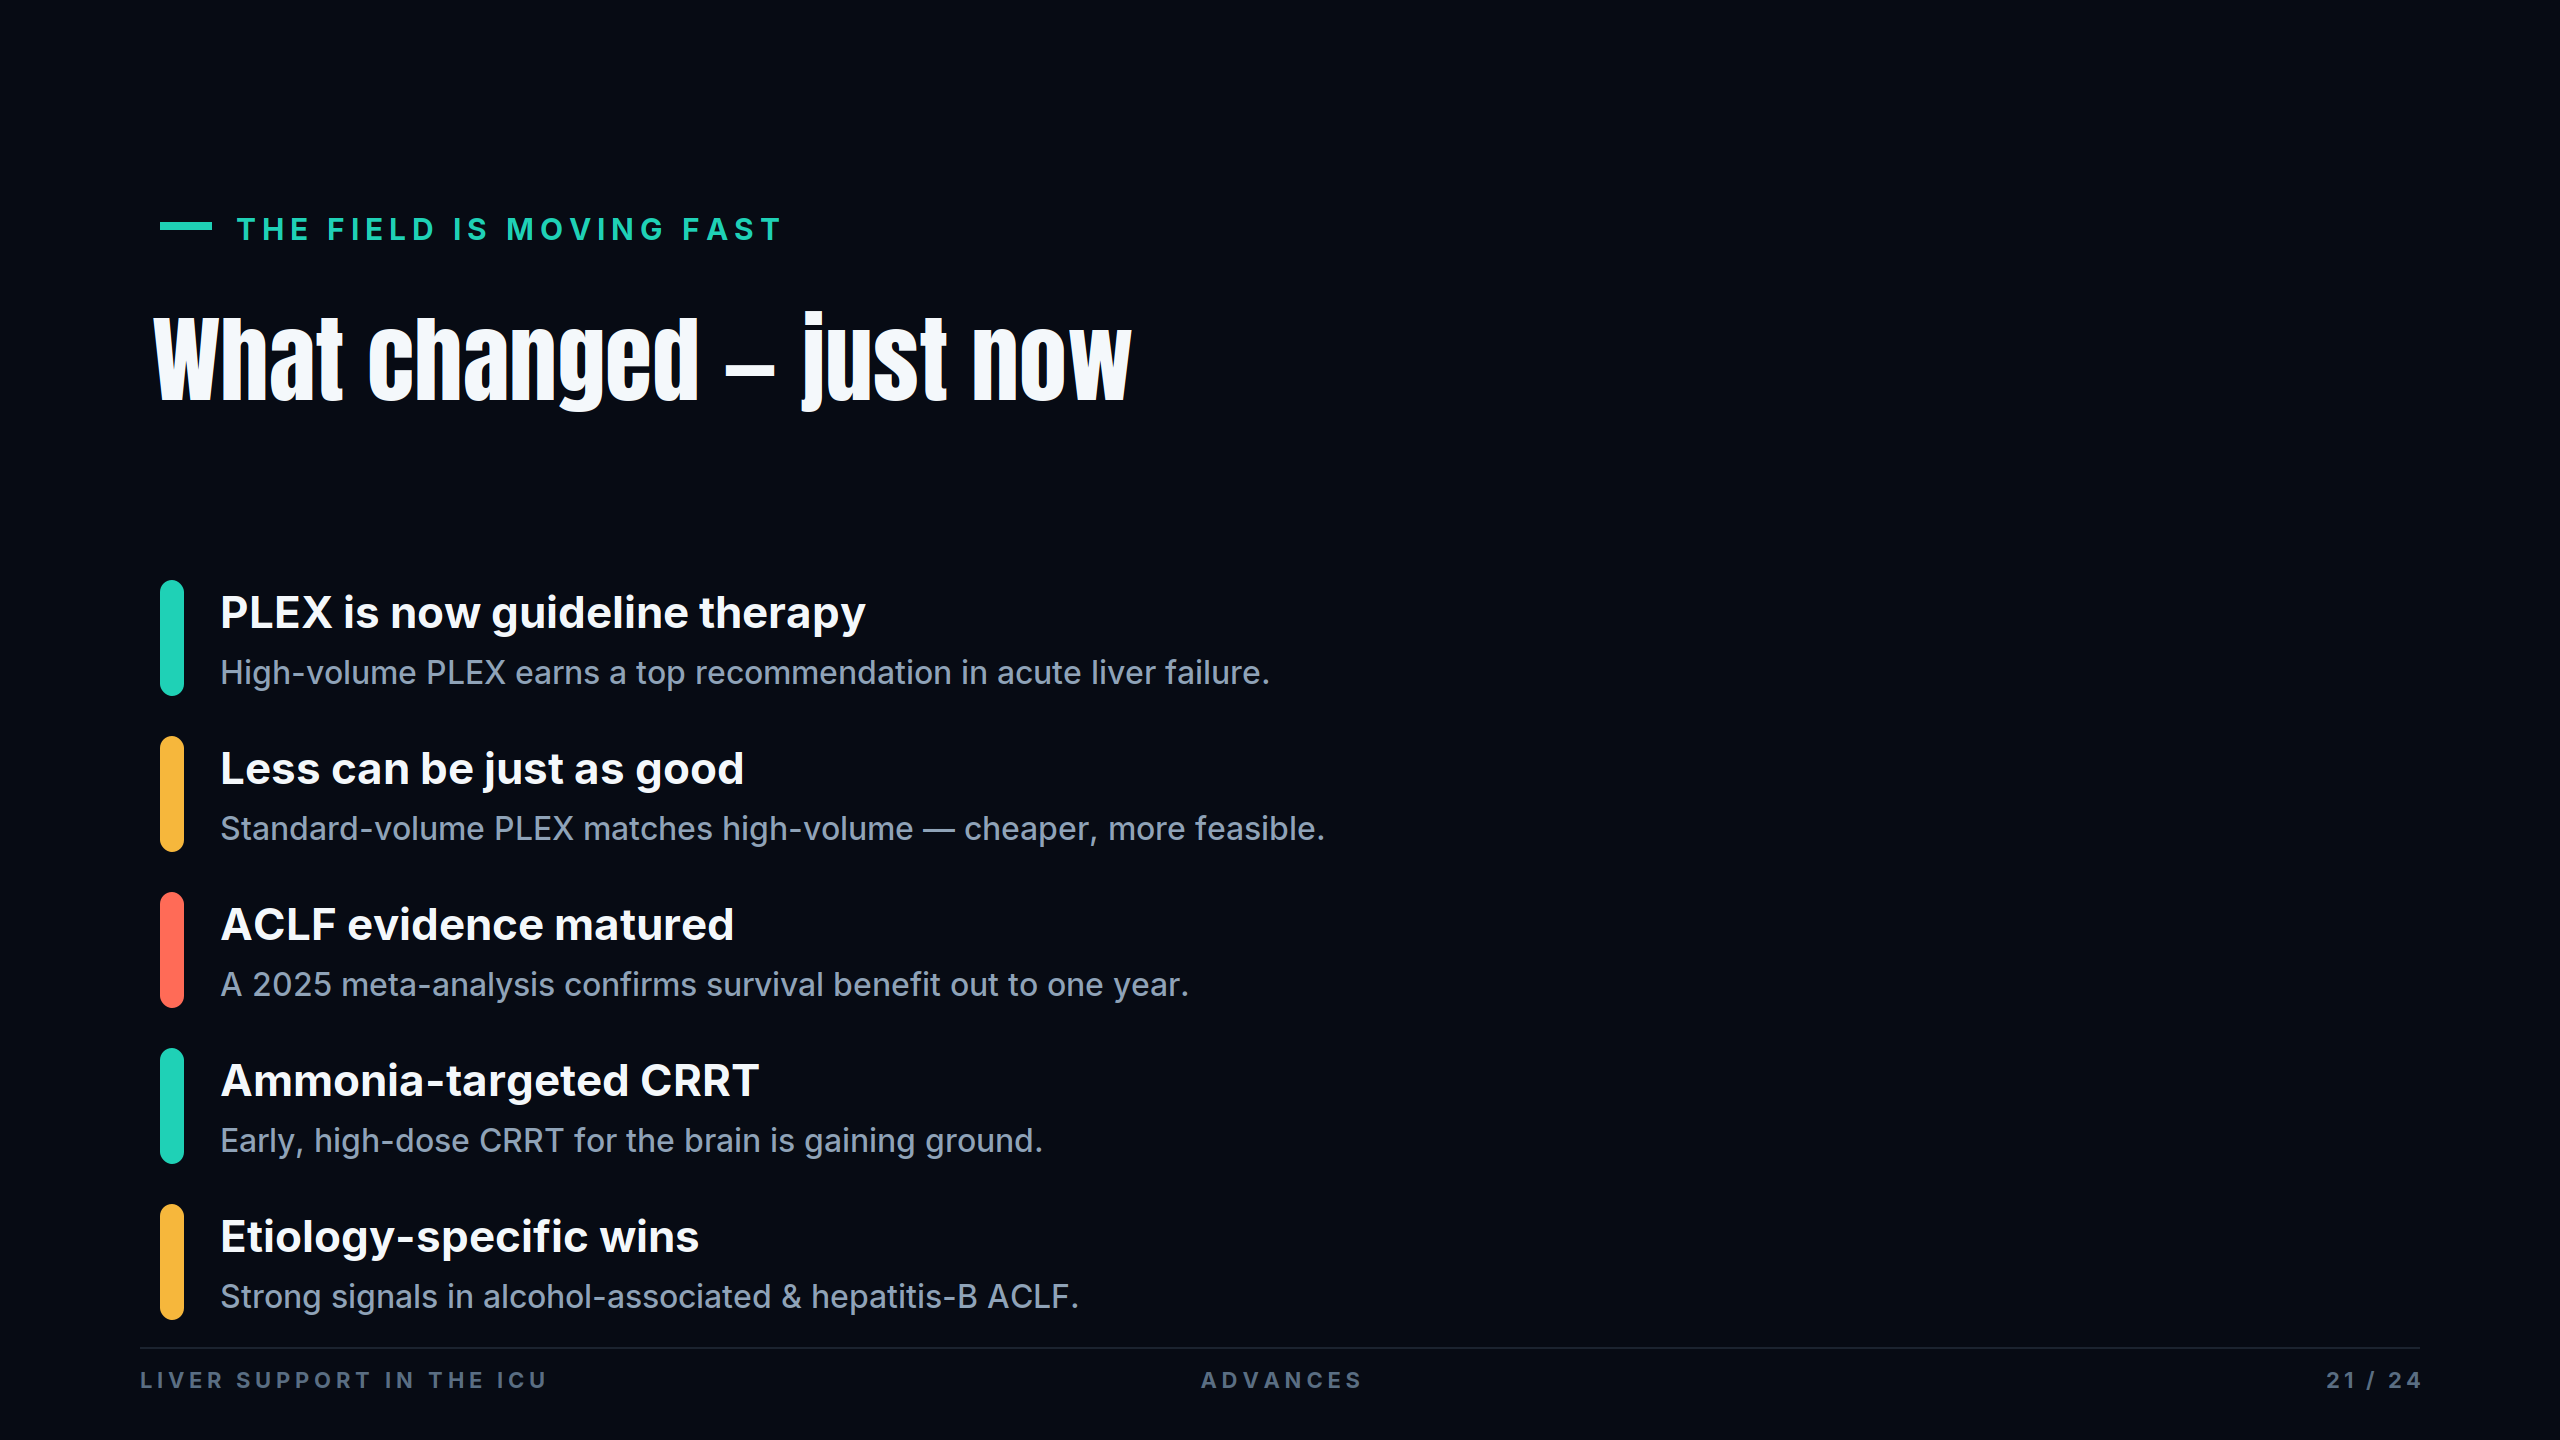 THE FIELD IS MOVING FAST
What changed – just now
PLEX is now guideline therapy
High-volume PLEX earns a top recommendation in acute liver failure.
Less can be just as good
Standard-volume PLEX matches high-volume — cheaper, more feasible.
ACLF evidence matured
A 2025 meta-analysis confirms survival benefit out to one year.
Ammonia-targeted CRRT
Early, high-dose CRRT for the brain is gaining ground.
Etiology-specific wins
Strong signals in alcohol-associated & hepatitis-B ACLF.
LIVER SUPPORT IN THE ICU
ADVANCES
21 / 24